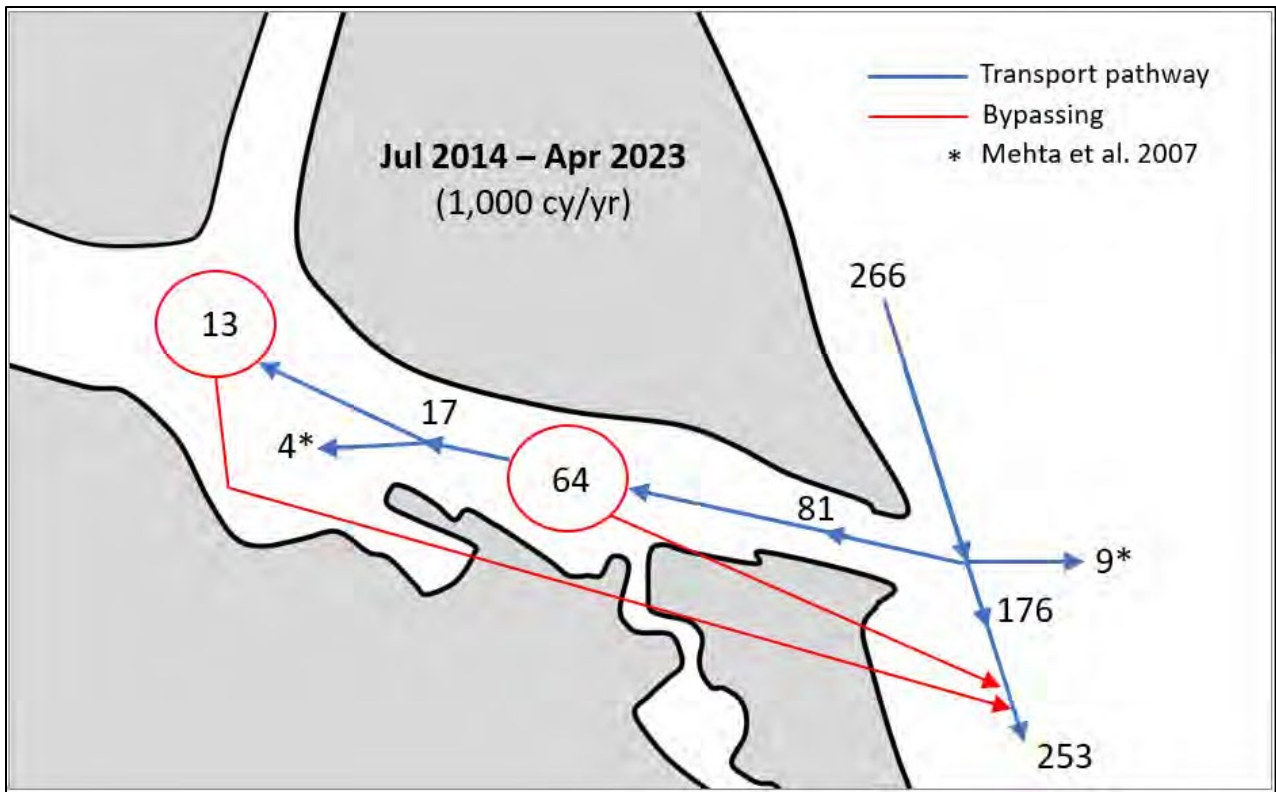 Transport pathway
Bypassing
* Mehta et al. 2007
Jul 2014 – Apr 2023
(1,000 cy/yr)
266
13
17
4*
64
81
9*
176
253